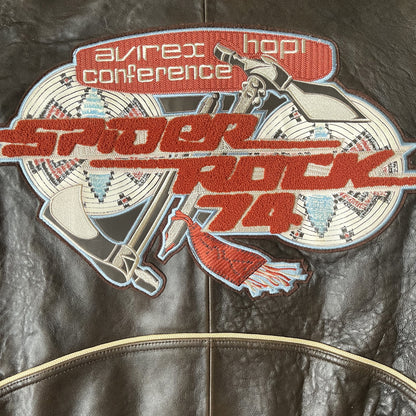 avirex hopi
conference
SPIDER
ROCK
74